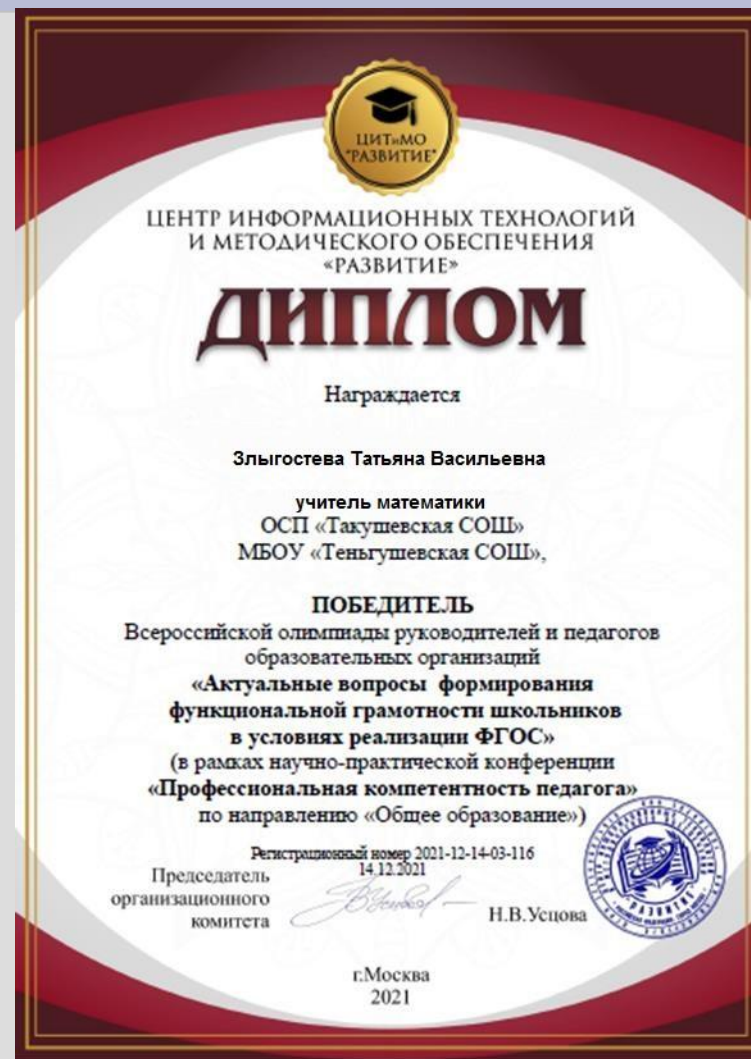 ЦИТиМО
"РАЗВИТИЕ"
ЦЕНТР ИНФОРМАЦИОННЫХ ТЕХНОЛОГИЙ
И МЕТОДИЧЕСКОГО ОБЕСПЕЧЕНИЯ
«РАЗВИТИЕ»
ДИПЛОМ
Награждается
Злыгостева Татьяна Васильевна
учитель математики
ОСП «Такушевская СОШ»
МБОУ «Теньгушевская СОШ»,
ПОБЕДИТЕЛЬ
Всероссийской олимпиады руководителей и педагогов
образовательных организаций
«Актуальные вопросы формирования
функциональной грамотности школьников
в условиях реализации ФГОС»
(в рамках научно-практической конференции
«Профессиональная компетентность педагога»
по направлению «Общее образование»)
Регистрационный номер 2021-12-14-03-116
14.12.2021
Председатель
организационного
комитета
Н.В.Усцова
РАЗВИТИЕ
г.Москва
2021